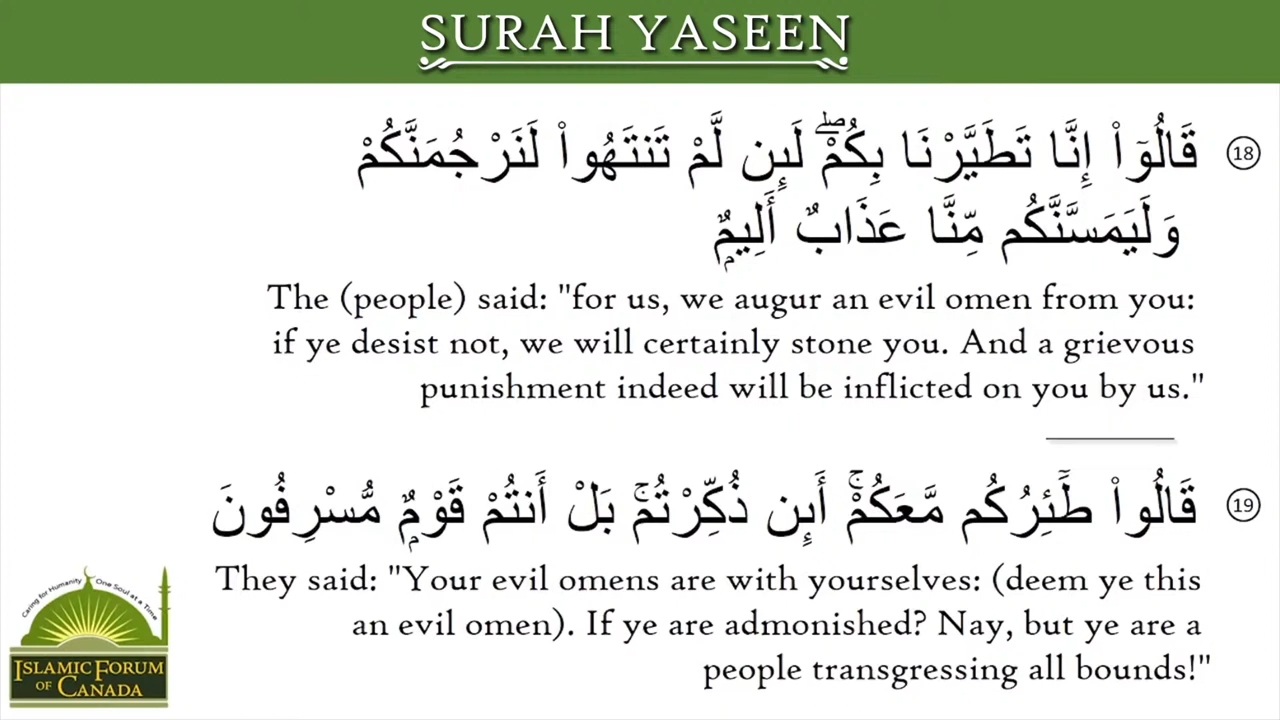 SURAH YASEEN
قَالُوٓا۟ إِنَّا تَطَيَّرْنَا بِكُمْ ۖ لَئِن لَّمْ تَنتَهُوا۟ لَنَرْجُمَنَّكُمْ ⑱
وَلَيَمَسَّنَّكُم مِّنَّا عَذَابٌ أَلِيمٌۭ
The (people) said: "for us, we augur an evil omen from you:
if ye desist not, we will certainly stone you. And a grievous
punishment indeed will be inflicted on you by us."
قَالُوا۟ طَٰٓئِرُكُم مَّعَكُمْ ۚ أَئِن ذُكِّرْتُم ۚ بَلْ أَنتُمْ قَوْمٌۭ مُّسْرِفُونَ ⑲
They said: "Your evil omens are with yourselves: (deem ye this
an evil omen). If ye are admonished? Nay, but ye are a
people transgressing all bounds!"
Caring for Humanity One Soul at a Time
ISLAMIC FORUM
OF CANADA